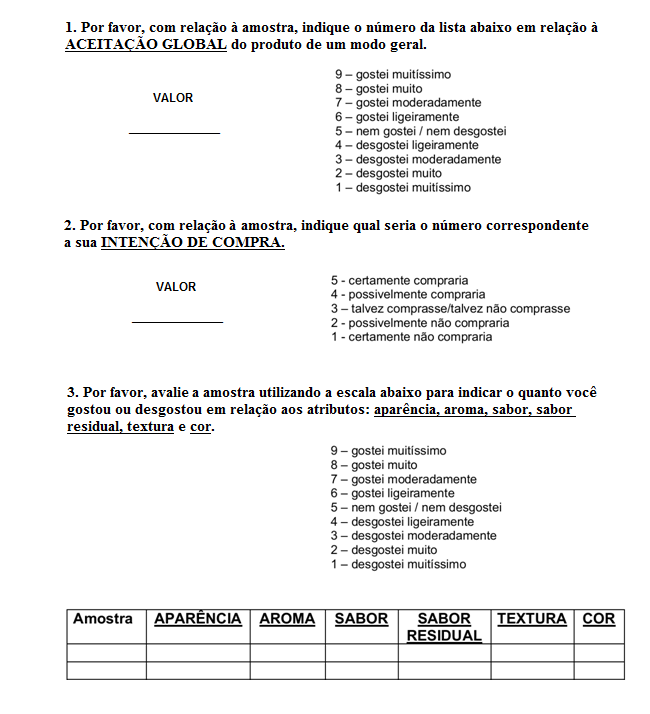 1. Por favor, com relação à amostra, indique o número da lista abaixo em relação à
ACEITAÇÃO GLOBAL do produto de um modo geral.
VALOR
9 – gostei muitíssimo
8 – gostei muito
7 – gostei moderadamente
6 – gostei ligeiramente
5 – nem gostei / nem desgostei
4 – desgostei ligeiramente
3 – desgostei moderadamente
2 – desgostei muito
1 – desgostei muitíssimo
2. Por favor, com relação à amostra, indique qual seria o número correspondente
a sua INTENÇÃO DE COMPRA.
VALOR
5 - certamente compraria
4 - possivelmente compraria
3 – talvez comprasse/talvez não comprasse
2 - possivelmente não compraria
1 - certamente não compraria
3. Por favor, avalie a amostra utilizando a escala abaixo para indicar o quanto você
gostou ou desgostou em relação aos atributos: aparência, aroma, sabor, sabor
residual, textura e cor.
9 – gostei muitíssimo
8 – gostei muito
7 – gostei moderadamente
6 – gostei ligeiramente
5 – nem gostei / nem desgostei
4 – desgostei ligeiramente
3 – desgostei moderadamente
2 – desgostei muito
1 – desgostei muitíssimo
Amostra APARÊNCIA AROMA SABOR SABOR RESIDUAL TEXTURA COR